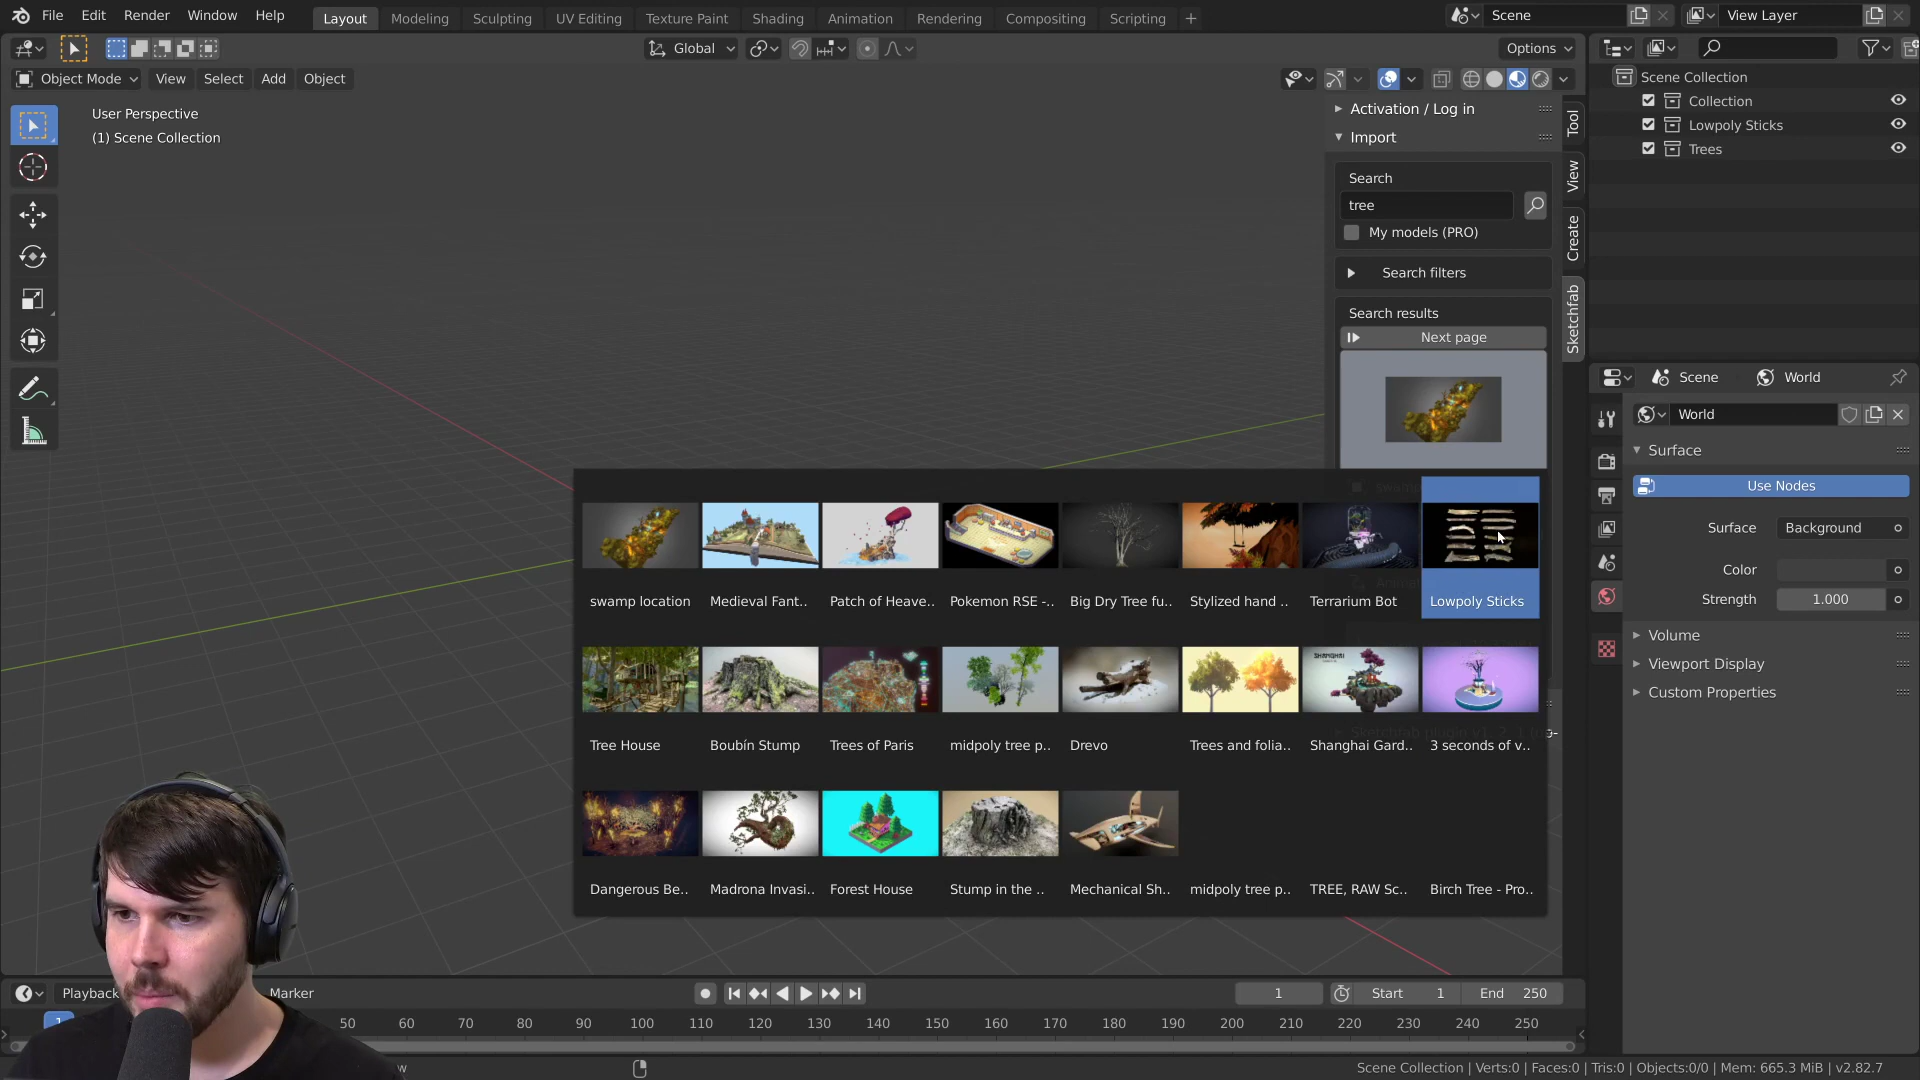 File Edit Render Window Help
Layout Modeling Sculpting UV Editing Texture Paint Shading Animation Rendering Compositing Scripting +
Scene
View Layer
Global
Options
Object Mode View Select Add Object
User Perspective
(1) Scene Collection
Activation / Log in
Import
Search
tree
My models (PRO)
Search filters
Search results
Next page
Tool
View
Create
Sketchfab
Scene Collection
Collection
Lowpoly Sticks
Trees
swamp location
Medieval Fant..
Patch of Heave..
Pokemon RSE -..
Big Dry Tree fu..
Stylized hand ..
Terrarium Bot
Lowpoly Sticks
Tree House
Boubín Stump
Trees of Paris
midpoly tree p..
Drevo
Trees and folia..
Shanghai Gard..
3 seconds of v..
SHANGHAI
Dangerous Be..
Madrona Invasi..
Forest House
Stump in the ..
Mechanical Sh..
midpoly tree p..
TREE, RAW Sc..
Birch Tree - Pro..
Scene World
World
Surface
Use Nodes
Surface Background
Color
Strength 1.000
Volume
Viewport Display
Custom Properties
Playback
Marker
1
Start 1
End 250
1
50 60 70 80 90 100 110 120 130 140 150 160 170 180 190 200 210 220 230 240 250
w
Scene Collection | Verts:0 | Faces:0 | Tris:0 | Objects:0/0 | Mem: 665.3 MiB | v2.82.7